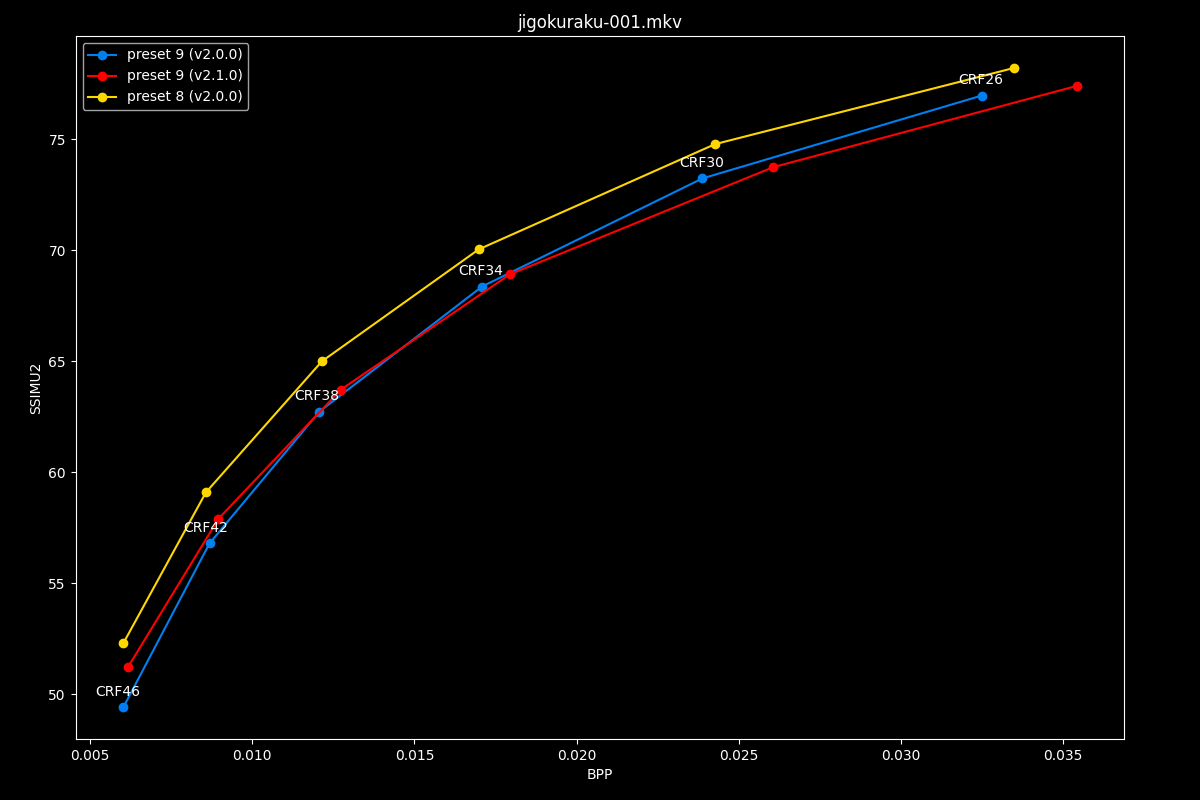 jigokuraku-001.mkv
preset 9 (v2.0.0)
preset 9 (v2.1.0)
preset 8 (v2.0.0)
CRF26
CRF30
CRF34
CRF38
CRF42
CRF46
75
70
65
60
55
50
SSIMU2
0.005 0.010 0.015 0.020 0.025 0.030 0.035
BPP